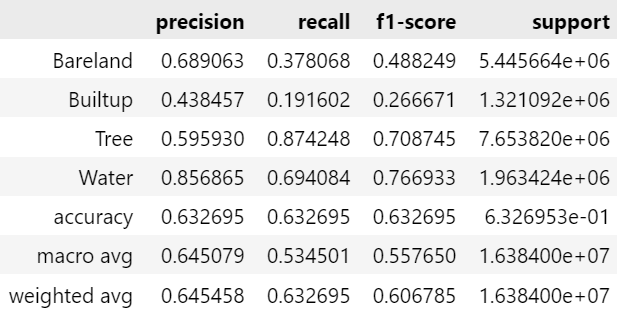 precision recall f1-score support
Bareland 0.689063 0.378068 0.488249 5.445664e+06
Builtup 0.438457 0.191602 0.266671 1.321092e+06
Tree 0.595930 0.874248 0.708745 7.653820e+06
Water 0.856865 0.694084 0.766933 1.963424e+06
accuracy 0.632695 0.632695 0.632695 6.326953e-01
macro avg 0.645079 0.534501 0.557650 1.638400e+07
weighted avg 0.645458 0.632695 0.606785 1.638400e+07